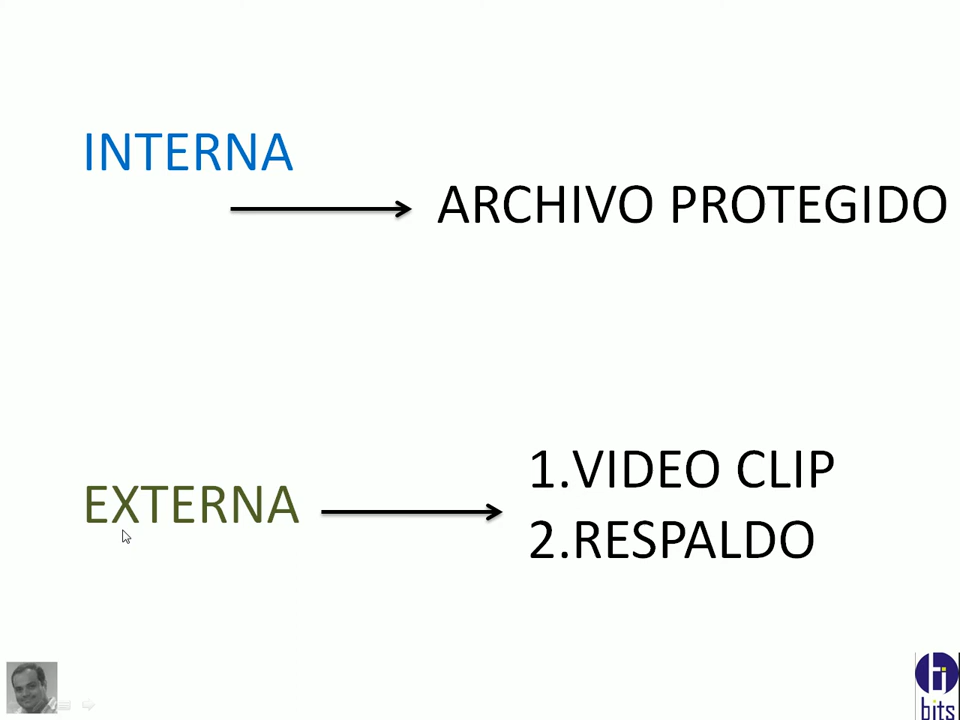 INTERNA
ARCHIVO PROTEGIDO
EXTERNA
1.VIDEO CLIP
2.RESPALDO
bits